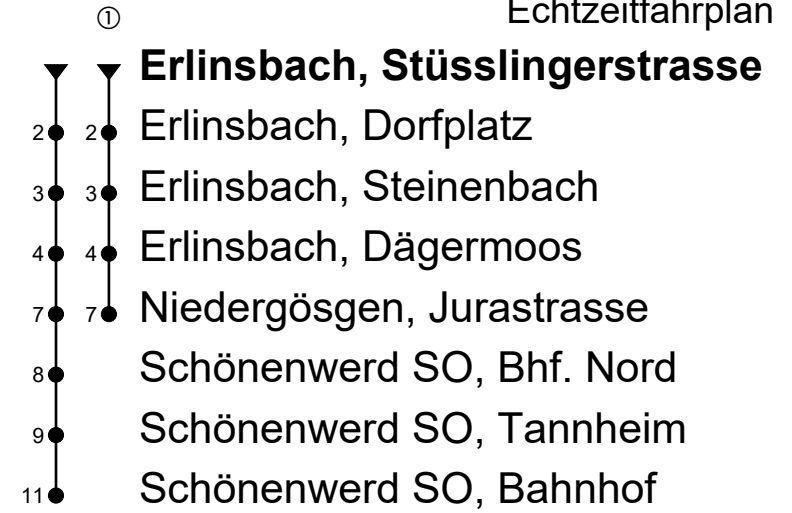 Echtzeitfahrplan
①
Erlinsbach, Stüsslingerstrasse
2 2 Erlinsbach, Dorfplatz
3 3 Erlinsbach, Steinenbach
4 4 Erlinsbach, Dägermoos
7 7 Niedergösgen, Jurastrasse
8 Schönenwerd SO, Bhf. Nord
9 Schönenwerd SO, Tannheim
11 Schönenwerd SO, Bahnhof